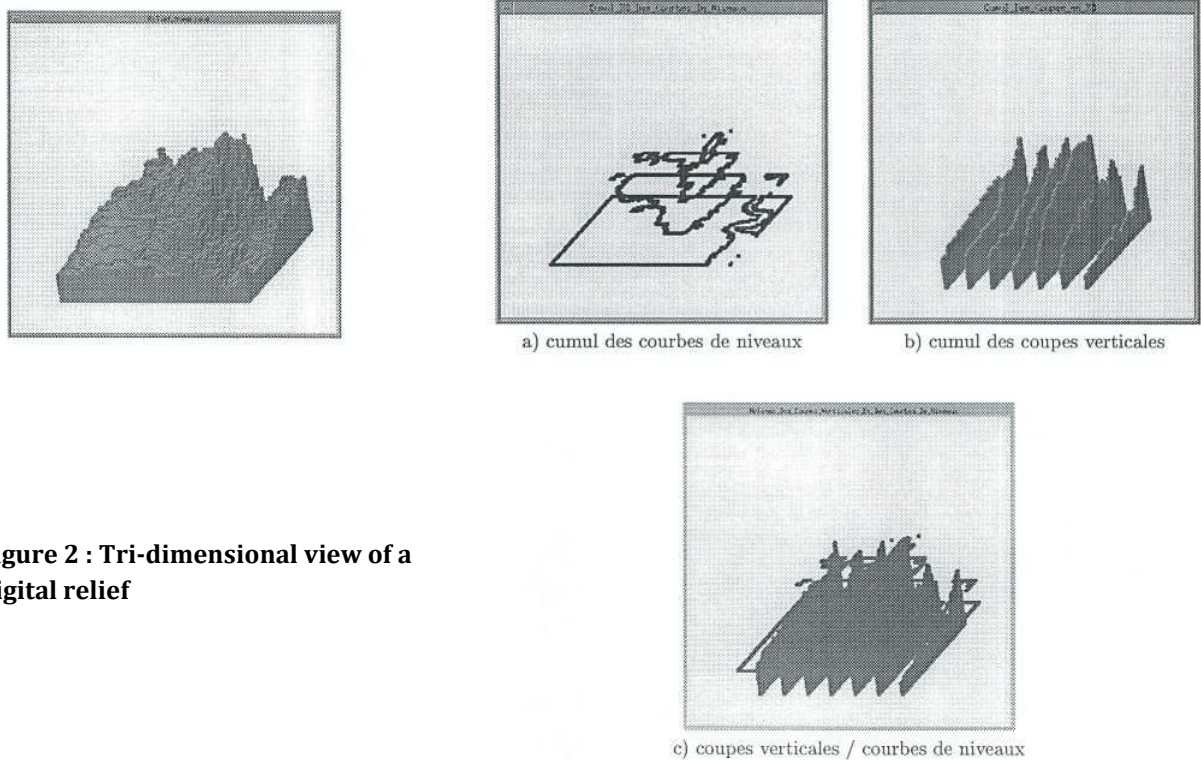 a) cumul des courbes de niveaux
b) cumul des coupes verticales
igure 2 : Tri-dimensional view of a
igital relief
c) coupes verticales / courbes de niveaux